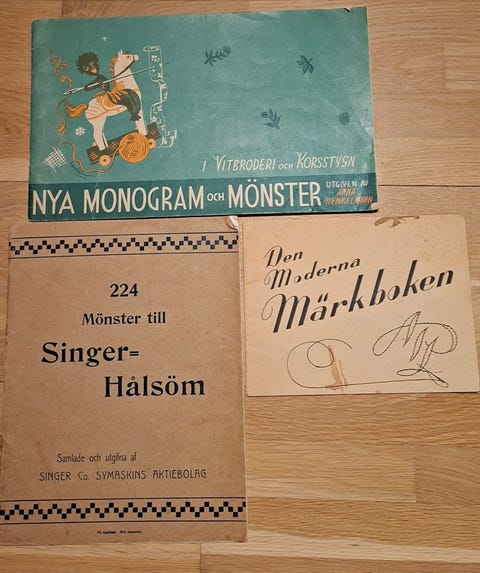 I VITBRODERI OCH KORSSTYGN
NYA MONOGRAM OCH MÖNSTER
UTGIVEN AV
ANNA
HENKELMANN
224
Mönster till
Singer=
Hålsöm
Samlade och utgifna af
SINGER Co. SYMASKINS AKTIEBOLAG
Den
Moderna
Märkboken